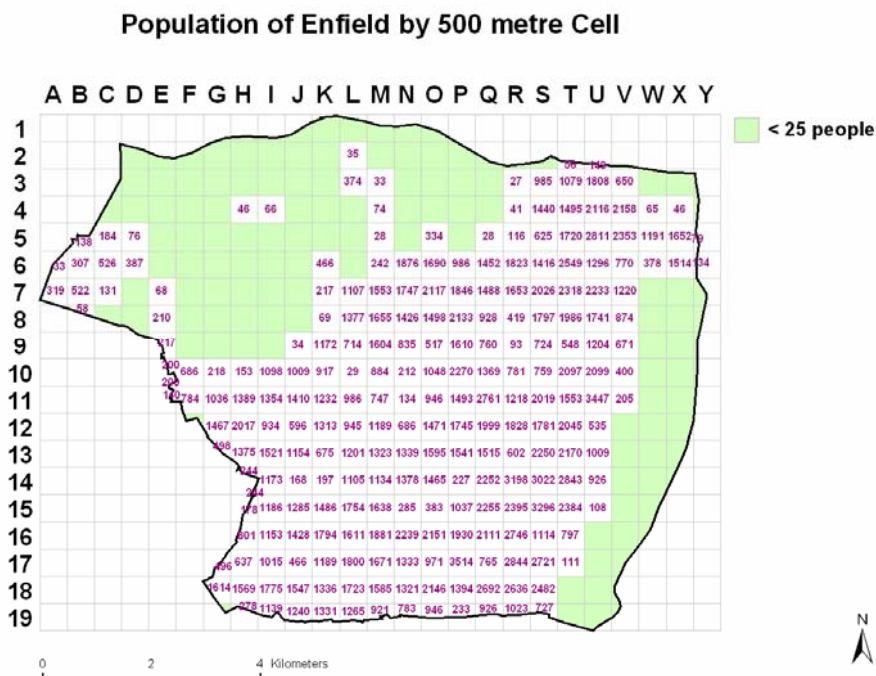 Population of Enfield by 500 metre Cell
A B C D E F G H I J K L M N O P Q R S T U V W X Y
< 25 people
1
2 35
3 374 33 27 985 1079 1808 650
4 46 66 74 41 1440 1495 2116 2158 65 46
5 138 184 76 28 334 28 116 625 1720 2811 2353 1191 1652 79
6 33 307 526 387 466 242 1876 1690 986 1452 1823 1416 2549 1296 770 378 1514 134
7 319 522 131 68 217 1107 1553 1747 2117 1846 1488 1653 2026 2318 2233 1220
8 58 210 69 1377 1655 1426 1498 2133 928 419 1797 1986 1741 874
9 217 34 1172 714 1604 835 517 1610 760 93 724 548 1204 671
10 200 686 218 153 1098 1009 917 29 884 212 1048 2270 1369 781 759 2097 2099 400
11 784 1036 1389 1354 1410 1232 986 747 134 946 1493 2761 1218 2019 1553 3447 205
12 1467 2017 934 596 1313 945 1189 686 1471 1745 1999 1828 1781 2045 535
13 498 1375 1521 1154 675 1201 1323 1339 1595 1541 1515 602 2250 2170 1009
14 244 1173 168 197 1105 1134 1378 1465 227 2252 3198 3022 2843 926
15 178 1186 1285 1486 1754 1638 285 383 1037 2255 2395 3296 2384 108
16 801 1153 1428 1794 1611 1881 2239 2151 1930 2111 2746 1114 797
17 496 637 1015 466 1189 1800 1671 1333 971 3514 765 2844 2721 111
18 1614 1569 1775 1547 1336 1723 1585 1321 2146 1394 2692 2636 2482
19 278 1139 1240 1331 1265 921 783 946 233 926 1023 727
N
0 2 4 Kilometers